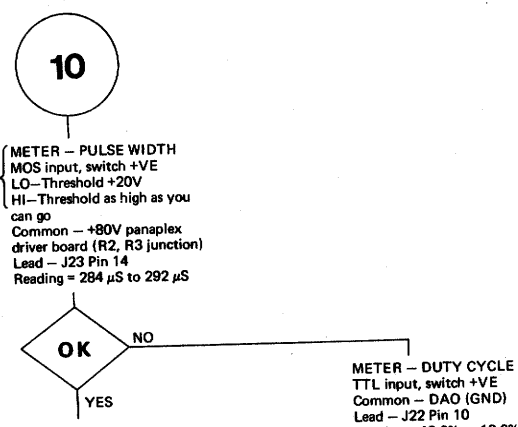 10
METER — PULSE WIDTH
MOS input, switch +VE
LO—Threshold +20V
HI—Threshold as high as you
can go
Common — +80V panaplex
driver board (R2, R3 junction)
Lead — J23 Pin 14
Reading = 284 μS to 292 μS
OK
NO
YES
METER — DUTY CYCLE
TTL input, switch +VE
Common — DAO (GND)
Lead — J22 Pin 10